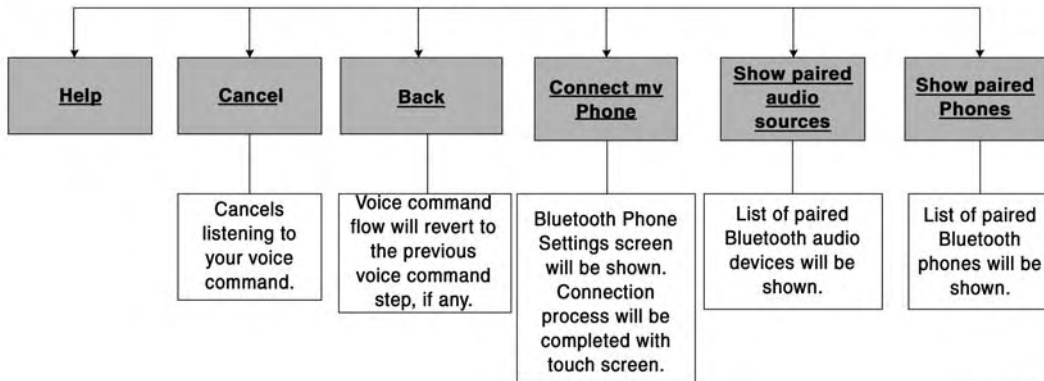 Help
Cancel
Back
Connect mv
Phone
Show paired
audio
sources
Show paired
Phones
Cancels
listening to
your voice
command.
Voice command
flow will revert to
the previous
voice command
step, if any.
Bluetooth Phone
Settings screen
will be shown.
Connection
process will be
completed with
touch screen.
List of paired
Bluetooth audio
devices will be
shown.
List of paired
Bluetooth
phones will be
shown.